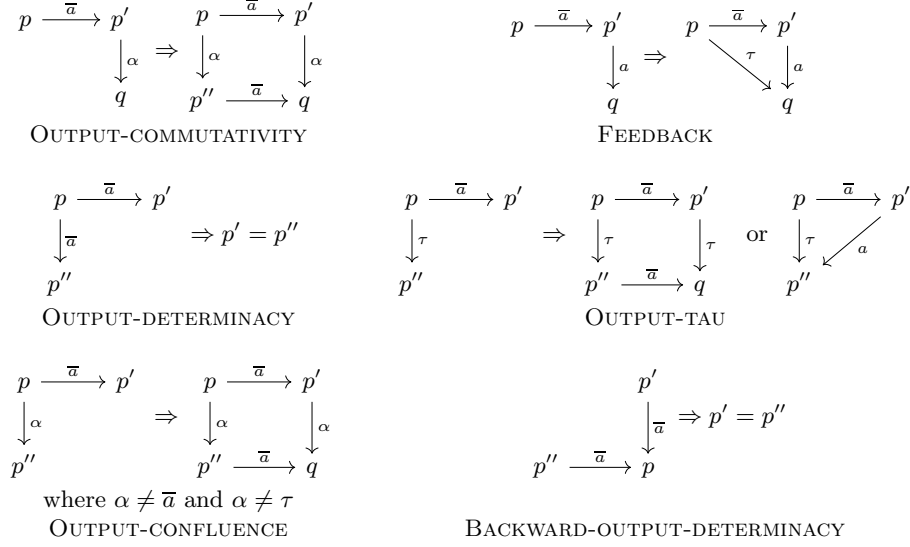 p a̅ p′ p a̅ p′
α ⇒ α α
q p″ a̅ q
OUTPUT-COMMUTATIVITY
p a̅ p′ p a̅ p′
a ⇒ τ a
q q
FEEDBACK
p a̅ p′
a̅ ⇒ p′ = p″
p″
OUTPUT-DETERMINACY
p a̅ p′ p a̅ p′ p a̅ p′
τ ⇒ τ τ or τ a
p″ p″ a̅ q p″
OUTPUT-TAU
p a̅ p′ p a̅ p′
α ⇒ α α
p″ p″ a̅ q
where α ≠ a̅ and α ≠ τ
OUTPUT-CONFLUENCE
p′
a̅ ⇒ p′ = p″
p″ a̅ p
BACKWARD-OUTPUT-DETERMINACY